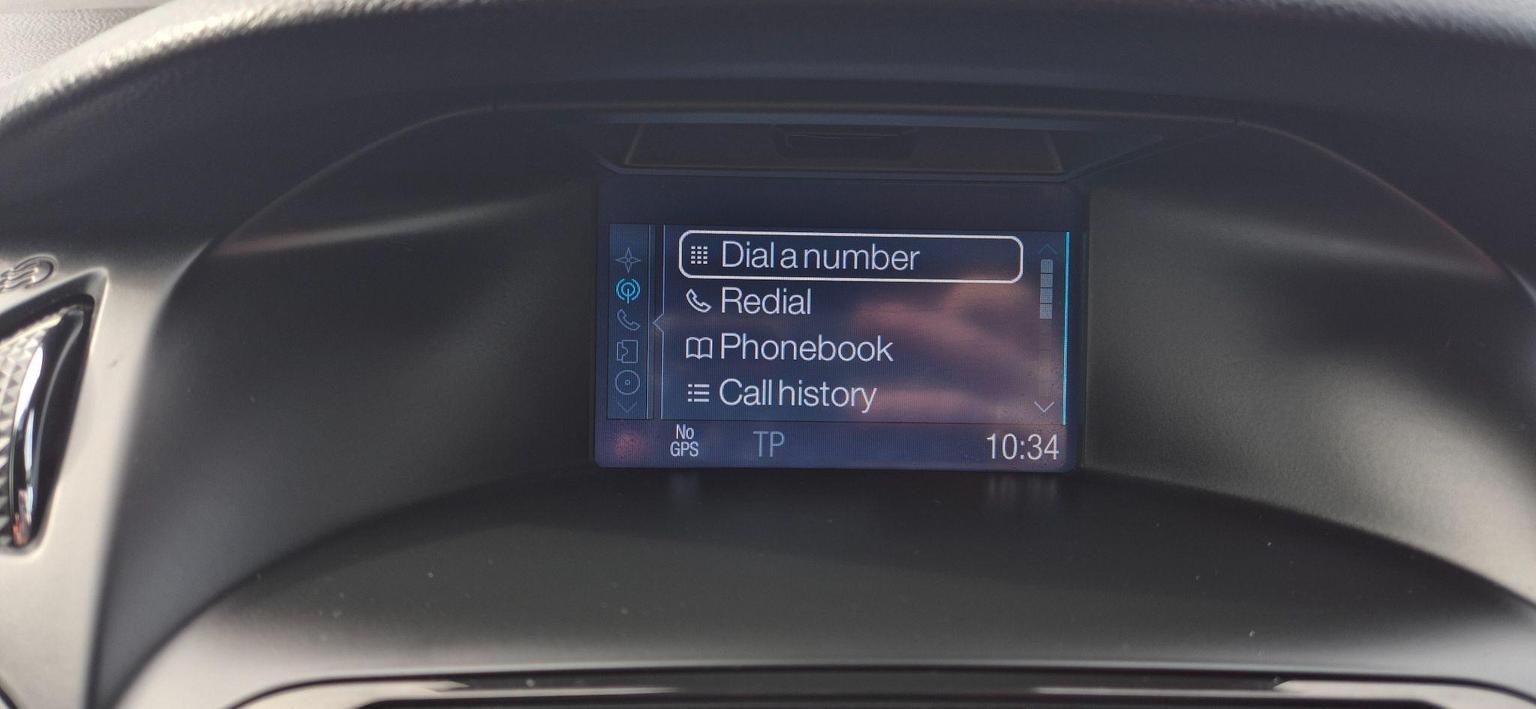 Dial a number
Redial
Phonebook
Call history
No
GPS
TP
10:34